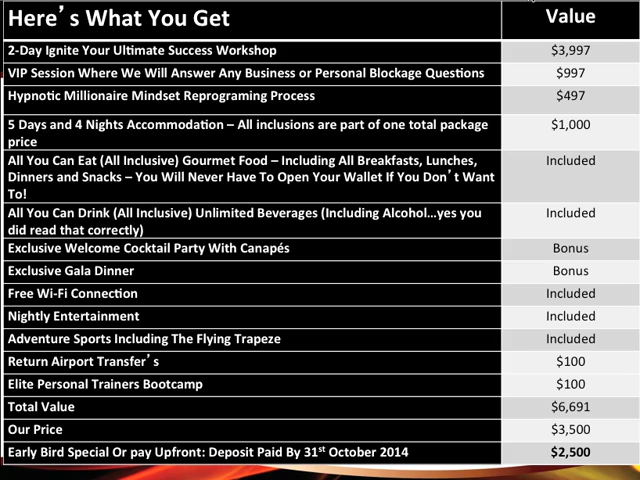 Here's What You Get Value
2-Day Ignite Your Ultimate Success Workshop $3,997
VIP Session Where We Will Answer Any Business or Personal Blockage Questions $997
Hypnotic Millionaire Mindset Reprograming Process $497
5 Days and 4 Nights Accommodation – All inclusions are part of one total package $1,000
price
All You Can Eat (All Inclusive) Gourmet Food – Including All Breakfasts, Lunches, Included
Dinners and Snacks – You Will Never Have To Open Your Wallet If You Don't Want
To!
All You Can Drink (All Inclusive) Unlimited Beverages (Including Alcohol…yes you Included
did read that correctly)
Exclusive Welcome Cocktail Party With Canapés Bonus
Exclusive Gala Dinner Bonus
Free Wi-Fi Connection Included
Nightly Entertainment Included
Adventure Sports Including The Flying Trapeze Included
Return Airport Transfer's $100
Elite Personal Trainers Bootcamp $100
Total Value $6,691
Our Price $3,500
Early Bird Special Or pay Upfront: Deposit Paid By 31st October 2014 $2,500